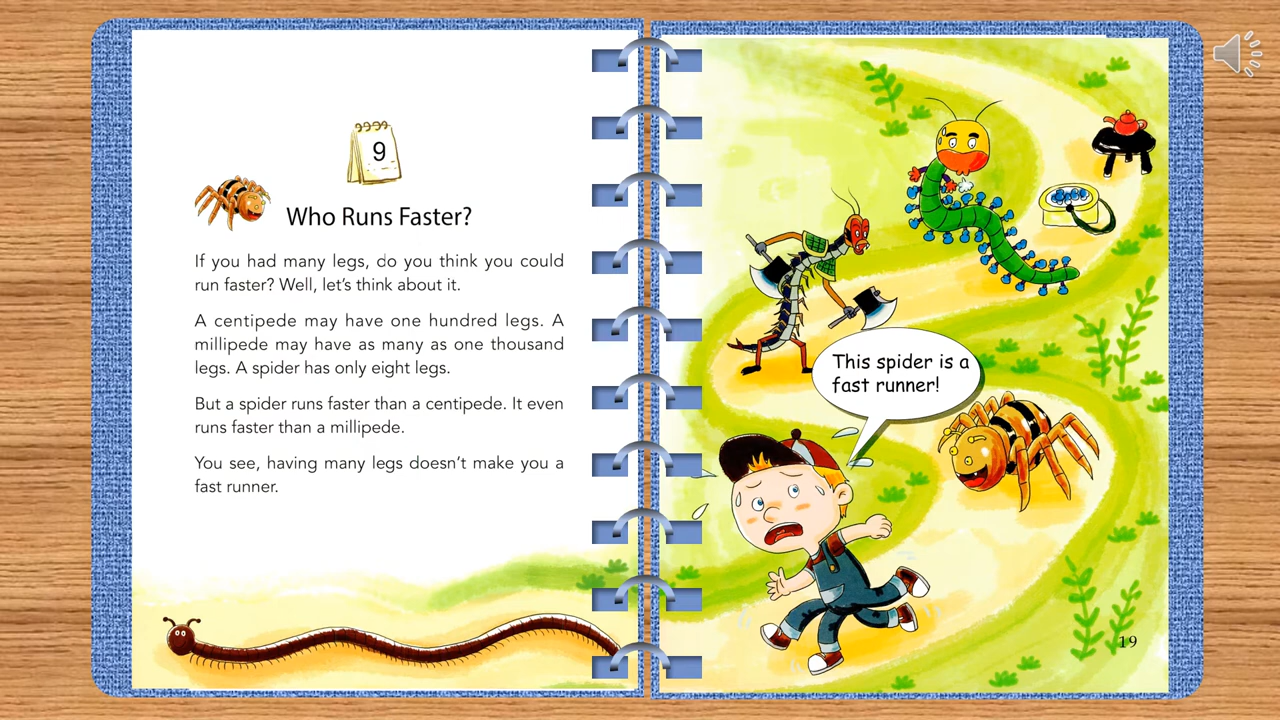 9
Who Runs Faster?
If you had many legs, do you think you could
run faster? Well, let's think about it.
A centipede may have one hundred legs. A
millipede may have as many as one thousand
legs. A spider has only eight legs.
But a spider runs faster than a centipede. It even
runs faster than a millipede.
You see, having many legs doesn't make you a
fast runner.
This spider is a
fast runner!
19